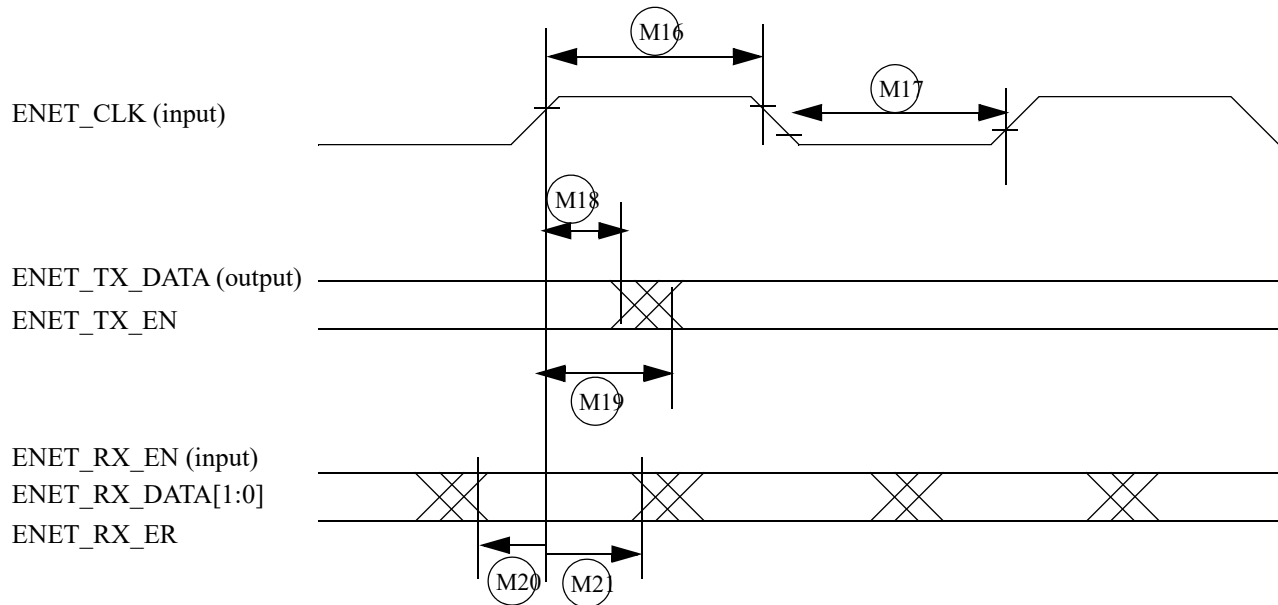 M16
M17
ENET_CLK (input)
M18
ENET_TX_DATA (output)
ENET_TX_EN
M19
ENET_RX_EN (input)
ENET_RX_DATA[1:0]
ENET_RX_ER
M20
M21